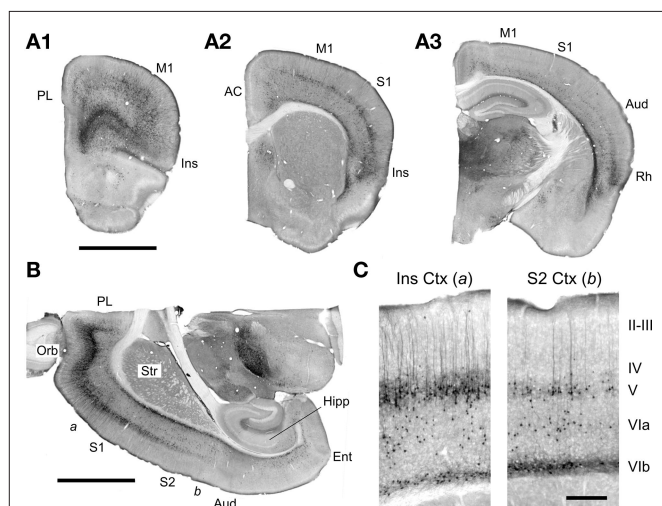 A1
A2
A3
M1
PL
Ins
M1
AC
S1
Ins
M1
S1
Aud
Rh
B
PL
Orb
Str
Hipp
a
S1
S2
b
Aud
Ent
C
Ins Ctx (a)
S2 Ctx (b)
II-III
IV
V
VIa
VIb